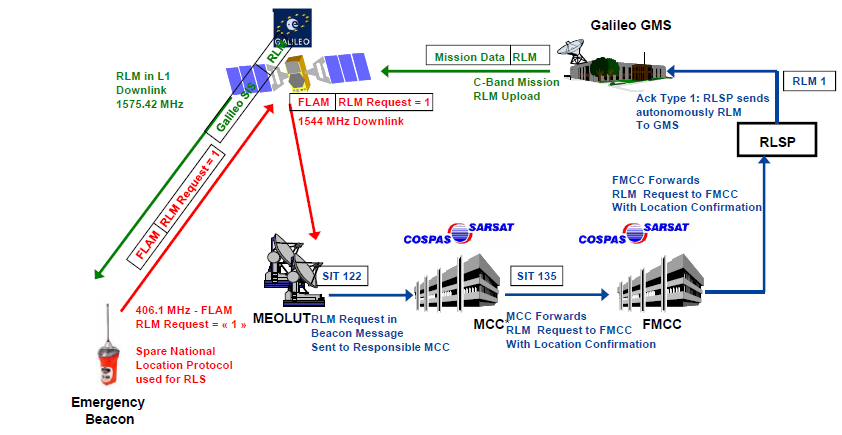 Galileo GMS
GALILEO
Mission Data RLM
RLM
RLM in L1
Downlink
1575.42 MHz
C-Band Mission
RLM Upload
RLM 1
Galileo SIS
FLAM RLM Request = 1
1544 MHz Downlink
Ack Type 1: RLSP sends
autonomously RLM
To GMS
RLSP
FLAM RLM Request = 1
FMCC Forwards
RLM Request to FMCC
With Location Confirmation
COSPAS SARSAT
COSPAS SARSAT
SIT 122
SIT 135
406.1 MHz - FLAM
RLM Request = « 1 »
MEOLUT
RLM Request in
Beacon Message
Sent to Responsible MCC
MCC
MCC Forwards
RLM Request to FMCC
With Location Confirmation
FMCC
Spare National
Location Protocol
used for RLS
Emergency
Beacon